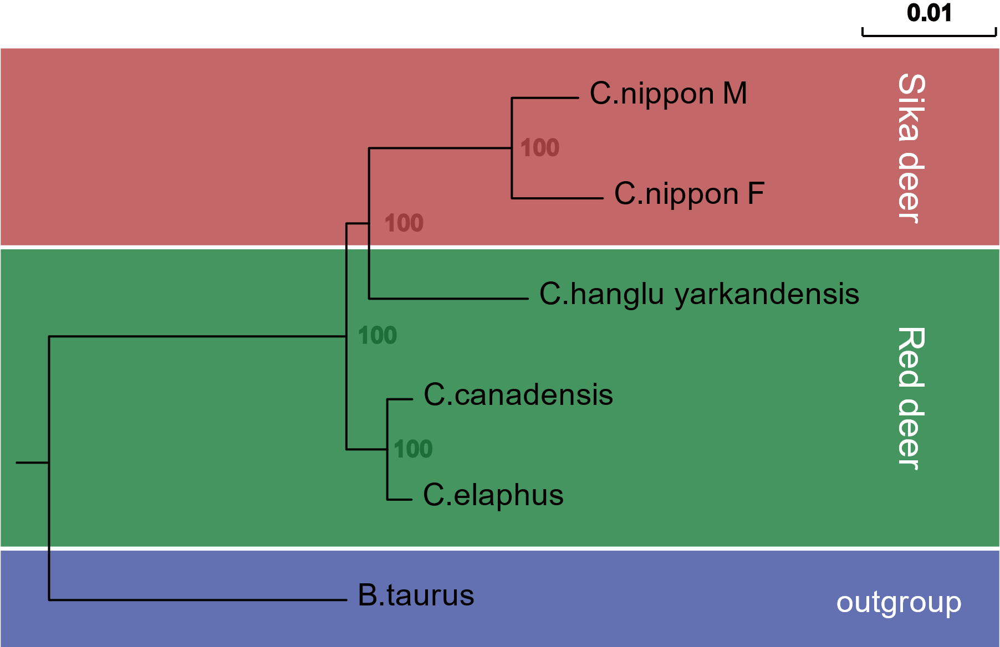 0.01
C.nippon M
100
C.nippon F
100
Sika deer
C.hanglu yarkandensis
100
C.canadensis
100
C.elaphus
Red deer
B.taurus
outgroup